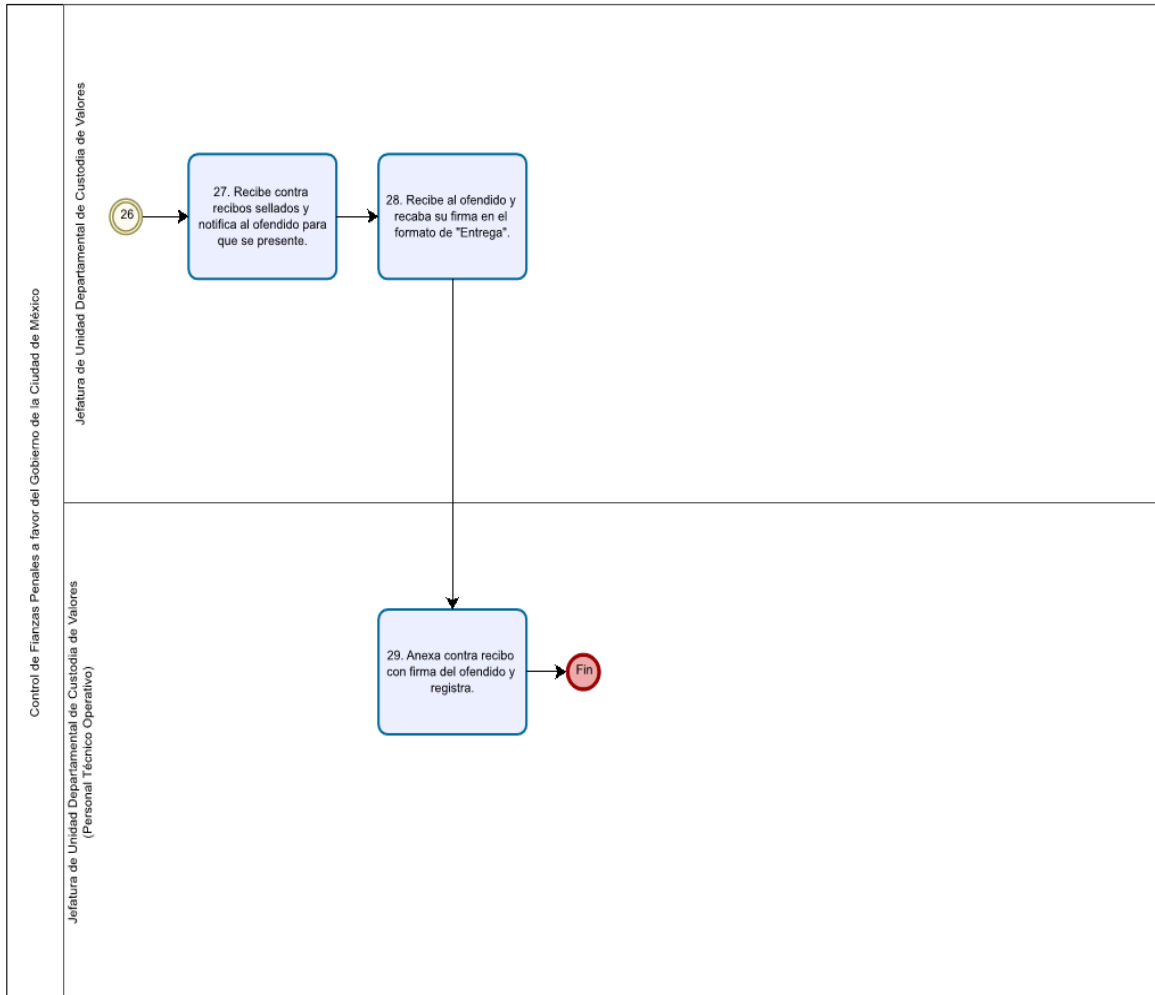 Control de Fianzas Penales a favor del Gobierno de la Ciudad de México
Jefatura de Unidad Departamental de Custodia de Valores
26
27. Recibe contra
recibos sellados y
notifica al ofendido para
que se presente.
28. Recibe al ofendido y
recaba su firma en el
formato de "Entrega".
Jefatura de Unidad Departamental de Custodia de Valores
(Personal Técnico Operativo)
29. Anexa contra recibo
con firma del ofendido y
registra.
Fin